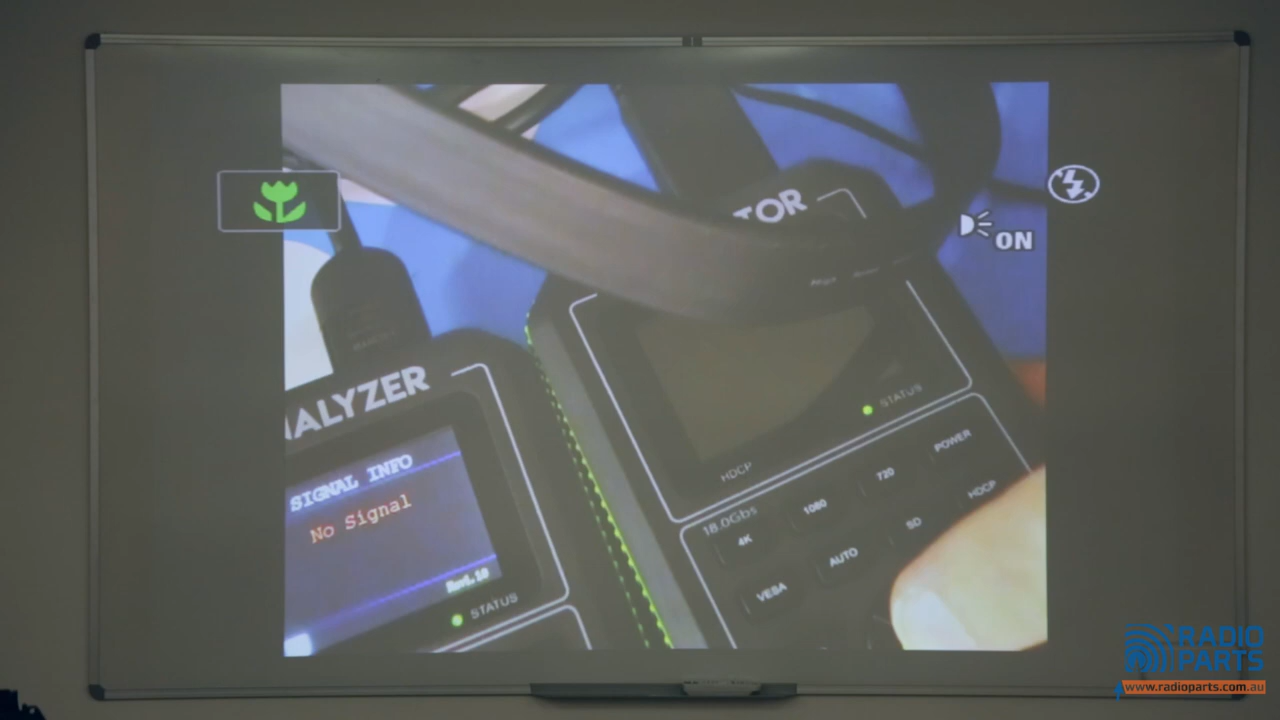 TOR
ON
ALYZER
SIGNAL INFO
No Signal
STATUS
STATUS
HDCP
18.0Gbs
4K
1080
720
POWER
VESA
AUTO
SD
HDCP
RADIO
PARTS
www.radioparts.com.au